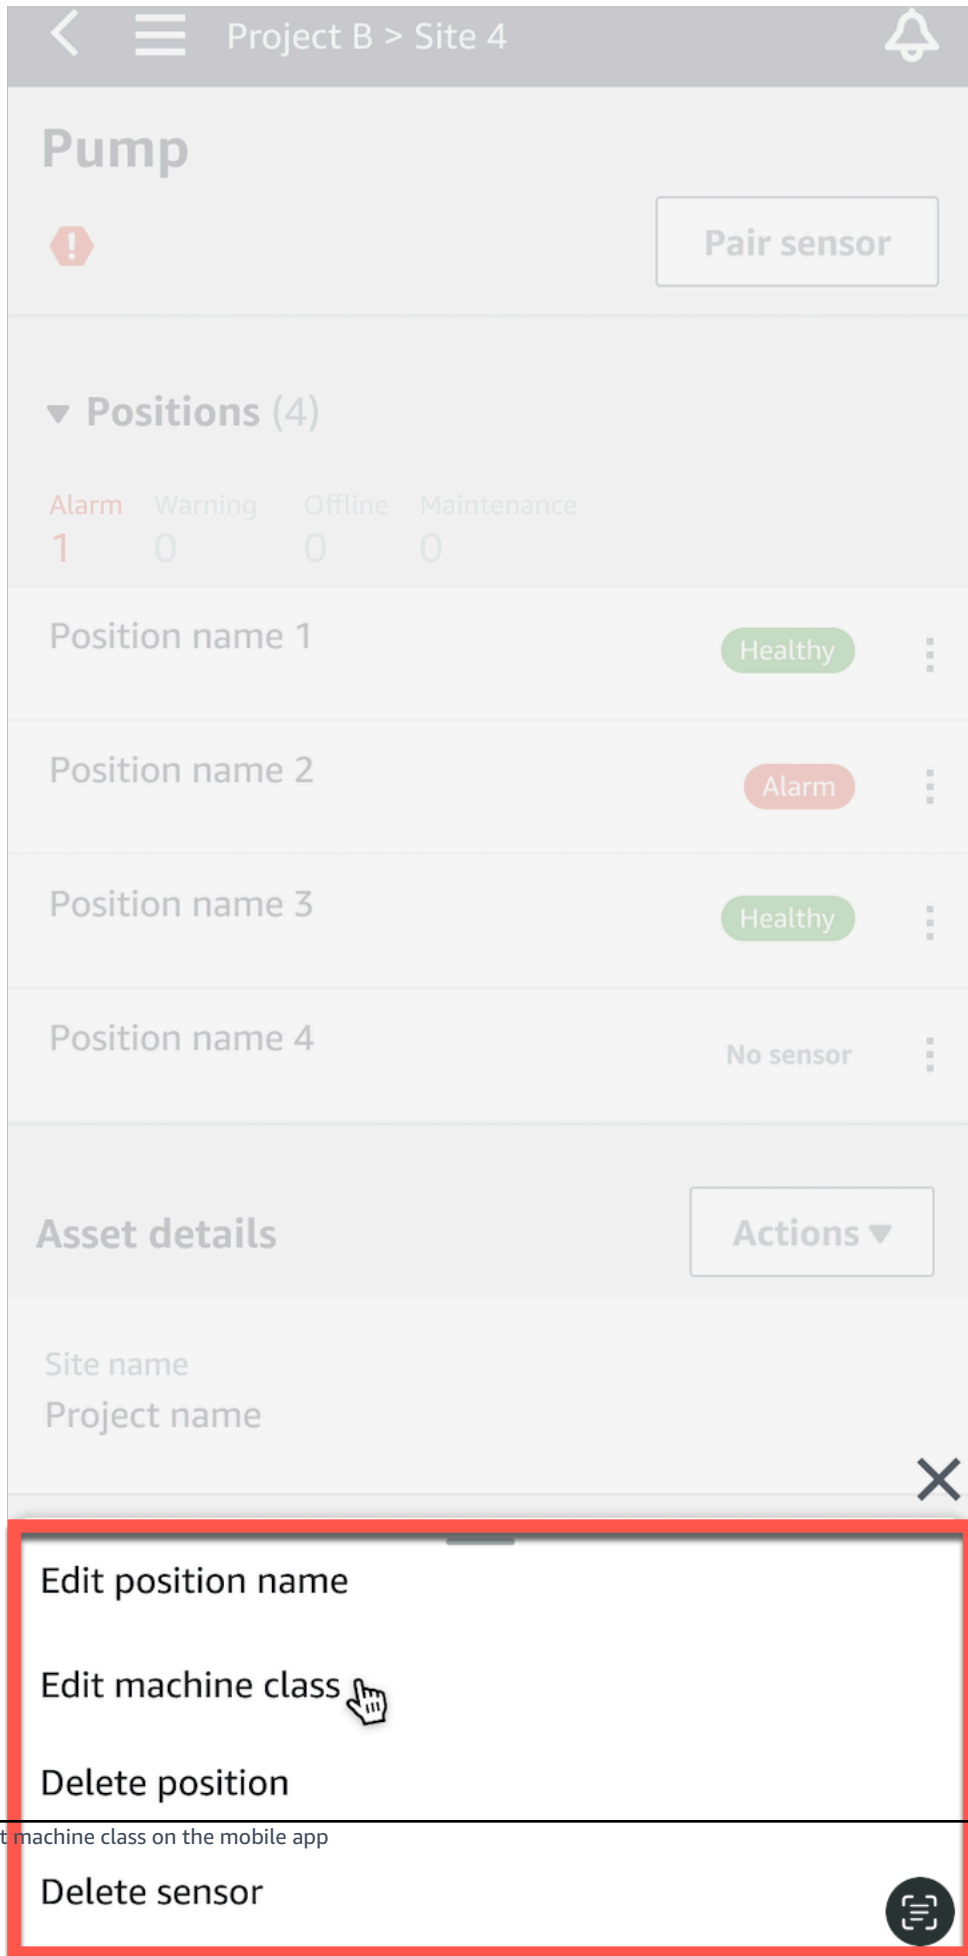 Project B > Site 4
Pump
Pair sensor
Positions (4)
Alarm Warning Offline Maintenance
1 0 0 0
Position name 1 Healthy
Position name 2 Alarm
Position name 3 Healthy
Position name 4 No sensor
Asset details Actions
Site name
Project name
Edit position name
Edit machine class
Delete position
t machine class on the mobile app
Delete sensor